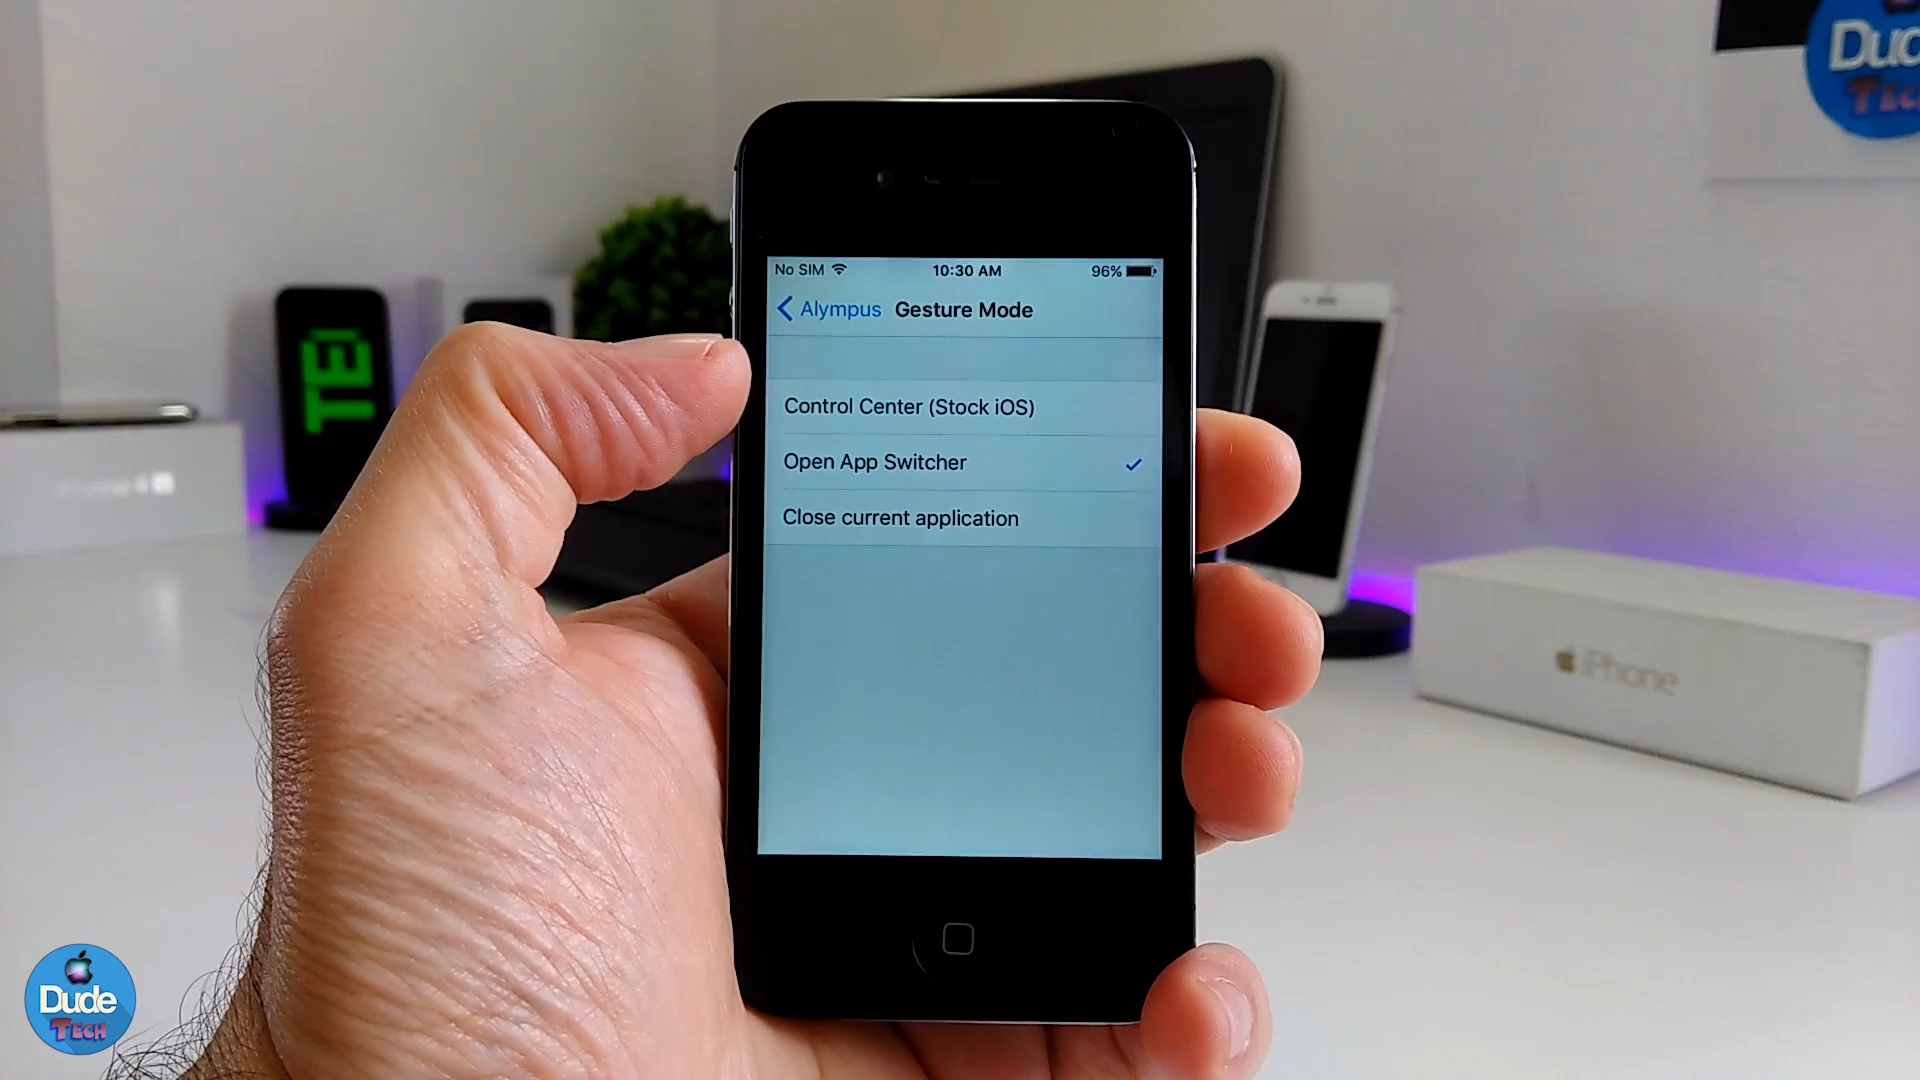 No SIM 10:30 AM 96%
Alympus Gesture Mode
Control Center (Stock iOS)
Open App Switcher
Close current application
iPhone
Dude
TECH